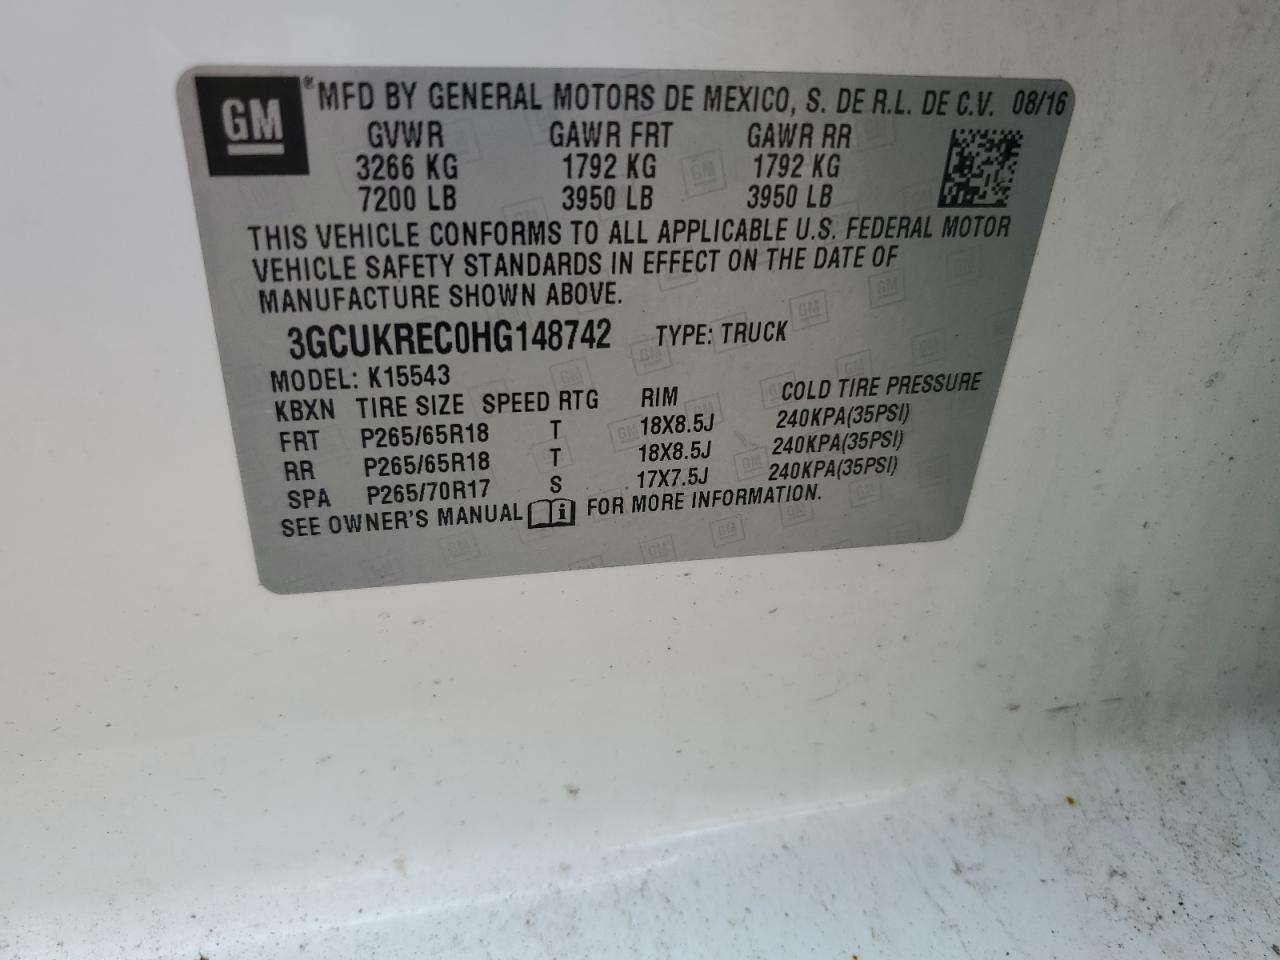 GM
®MFD BY GENERAL MOTORS DE MEXICO, S. DE R.L. DE C.V. 08/16
GVWR GAWR FRT GAWR RR
3266 KG 1792 KG 1792 KG
7200 LB 3950 LB 3950 LB
THIS VEHICLE CONFORMS TO ALL APPLICABLE U.S. FEDERAL MOTOR
VEHICLE SAFETY STANDARDS IN EFFECT ON THE DATE OF
MANUFACTURE SHOWN ABOVE.
3GCUKREC0HG148742 TYPE: TRUCK
MODEL: K15543
KBXN TIRE SIZE SPEED RTG RIM COLD TIRE PRESSURE
FRT P265/65R18 T 18X8.5J 240KPA(35PSI)
RR P265/65R18 T 18X8.5J 240KPA(35PSI)
SPA P265/70R17 S 17X7.5J 240KPA(35PSI)
SEE OWNER'S MANUAL i FOR MORE INFORMATION.